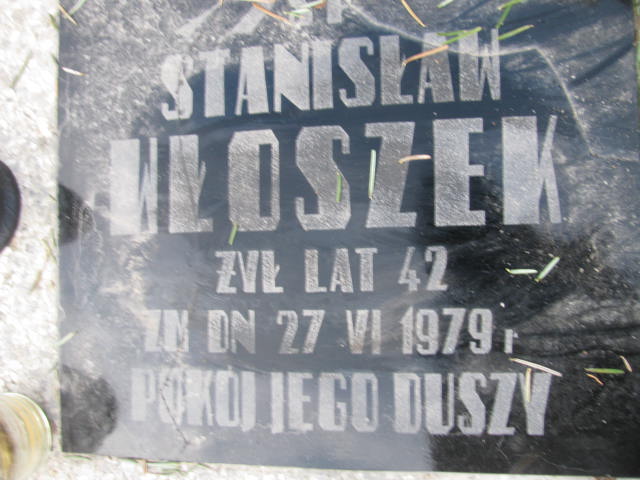 STANISŁAW
WŁOSZEK
ŻYŁ LAT 42
ZM DN 27 VI 1979 r
POKÓJ JEGO DUSZY